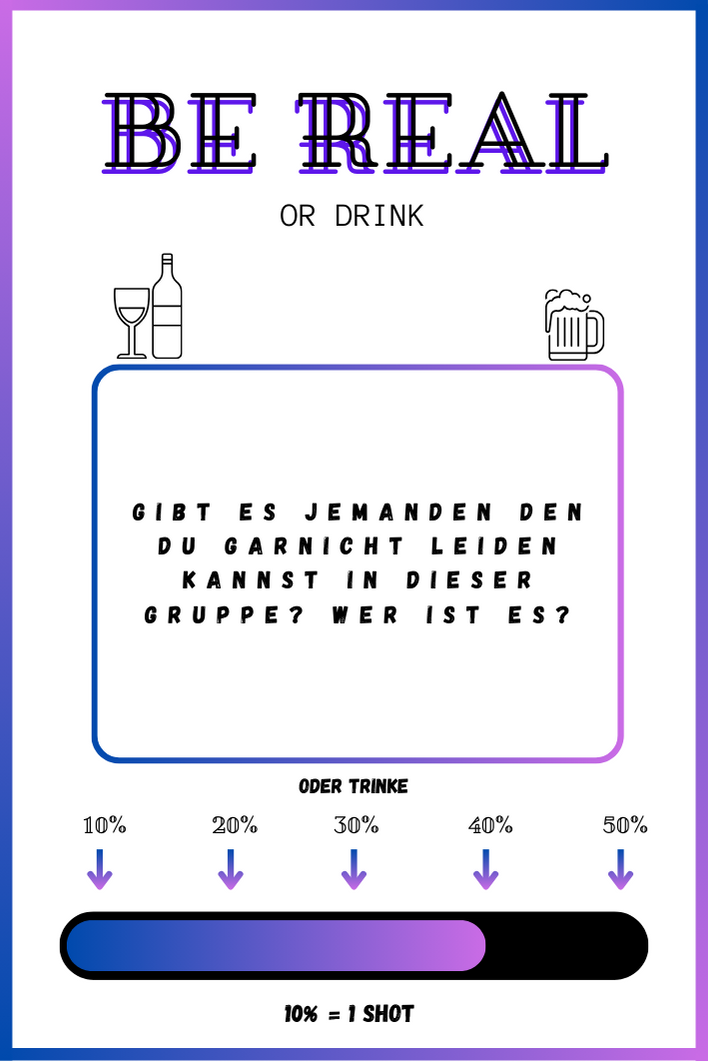 BE REAL
OR DRINK
GIBT ES JEMANDEN DEN
DU GARNICHT LEIDEN
KANNST IN DIESER
GRUPPE? WER IST ES?
ODER TRINKE
10% 20% 30% 40% 50%
10% = 1 SHOT